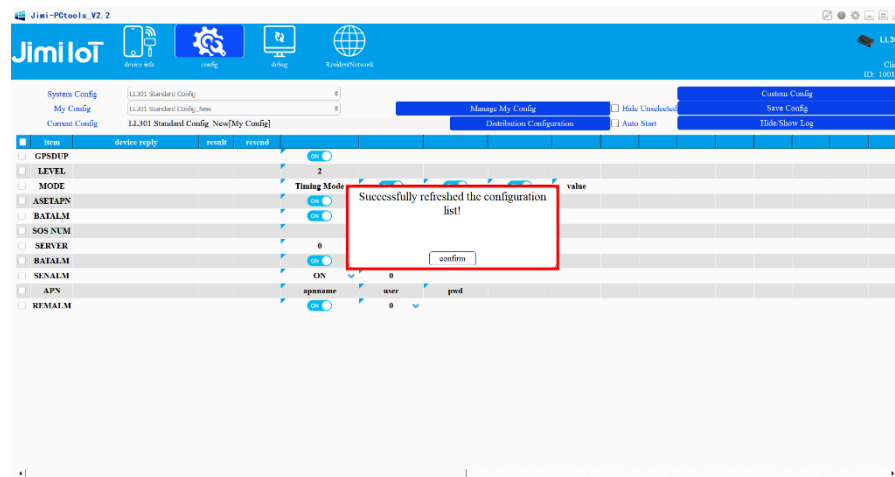 Jimi-PCtools_V2.2
Jimi IoT
device info
config
debug
ResidentNetwork
LL30
Cli
ID: 1001
System Config LL301 Standard Config Custom Config
My Config LL301 Standard Config_New Manage My Config Hide Unselected Save Config
Current Config LL301 Standard Config_New[My Config] Distribution Configuration Auto Start Hide/Show Log
item device reply result resend
GPSDUP ON
LEVEL 2
MODE Timing Mode value
ASETAPN ON
BATALM ON
SOS NUM
SERVER 0
BATALM ON
SENALM ON 0
APN apnname user pwd
REMALM ON 0
Successfully refreshed the configuration
list!
confirm